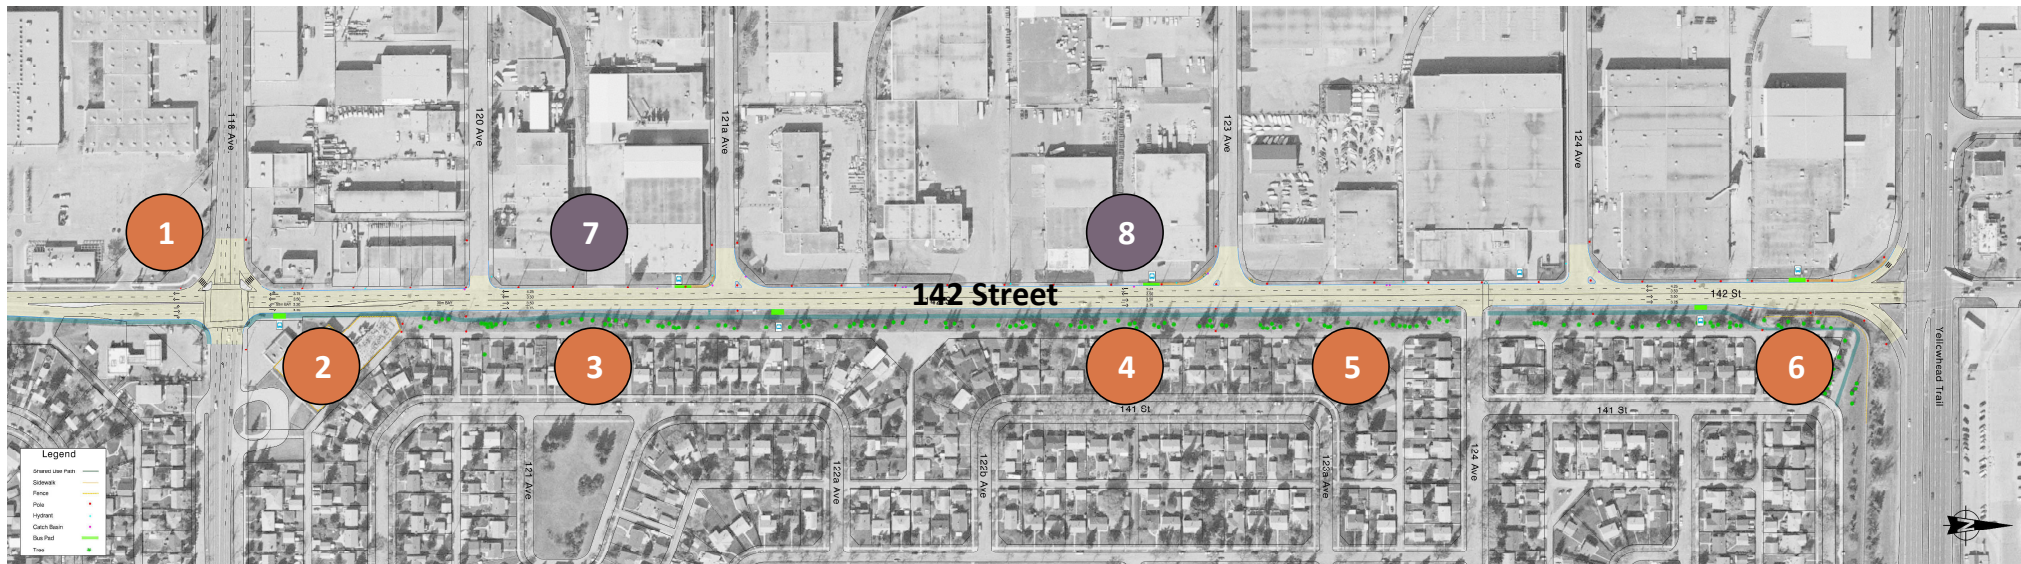 118 Ave
120 Ave
121a Ave
123 Ave
124 Ave
1
7
8
142 Street
142 St
2
3
4
5
6
141 St
141 St
121 Ave
122a Ave
122b Ave
123a Ave
124 Ave
Yellowhead Trail
Legend
Shared Use Path
Sidewalk
Fence
Pole
Hydrant
Catch Basin
Bus Pad
Tree